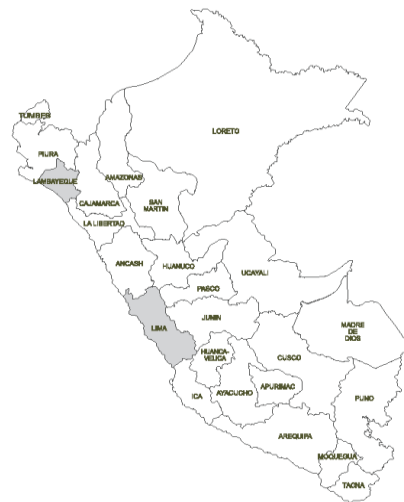 TUMBES
LORETO
PIURA
AMAZONAS
LAMBAYEQUE
CAJAMARCA
SAN
MARTIN
LA LIBERTAD
ANCASH
HUANUCO
UCAYALI
PASCO
LIMA
JUNIN
MADRE
DE
DIOS
HUANCA-
VELICA
CUSCO
ICA
AYACUCHO
APURIMAC
PUNO
AREQUIPA
MOQUEGUA
TACNA